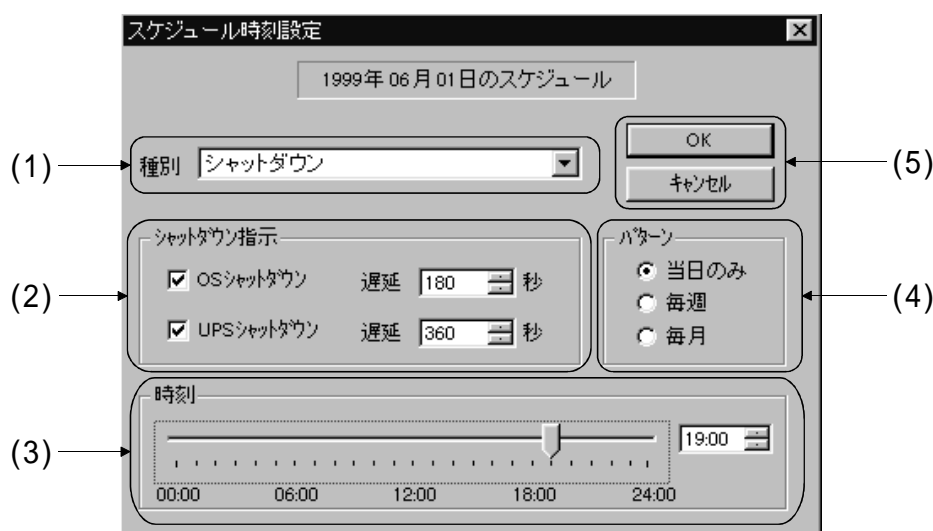 スケジュール時刻設定
1999年 06月 01日のスケジュール
(1)
種別 シャットダウン
OK
キャンセル
(5)
(2)
シャットダウン指示
OSシャットダウン 遅延 180 秒
UPSシャットダウン 遅延 360 秒
パターン
当日のみ
毎週
毎月
(4)
(3)
時刻
19:00
00:00 06:00 12:00 18:00 24:00